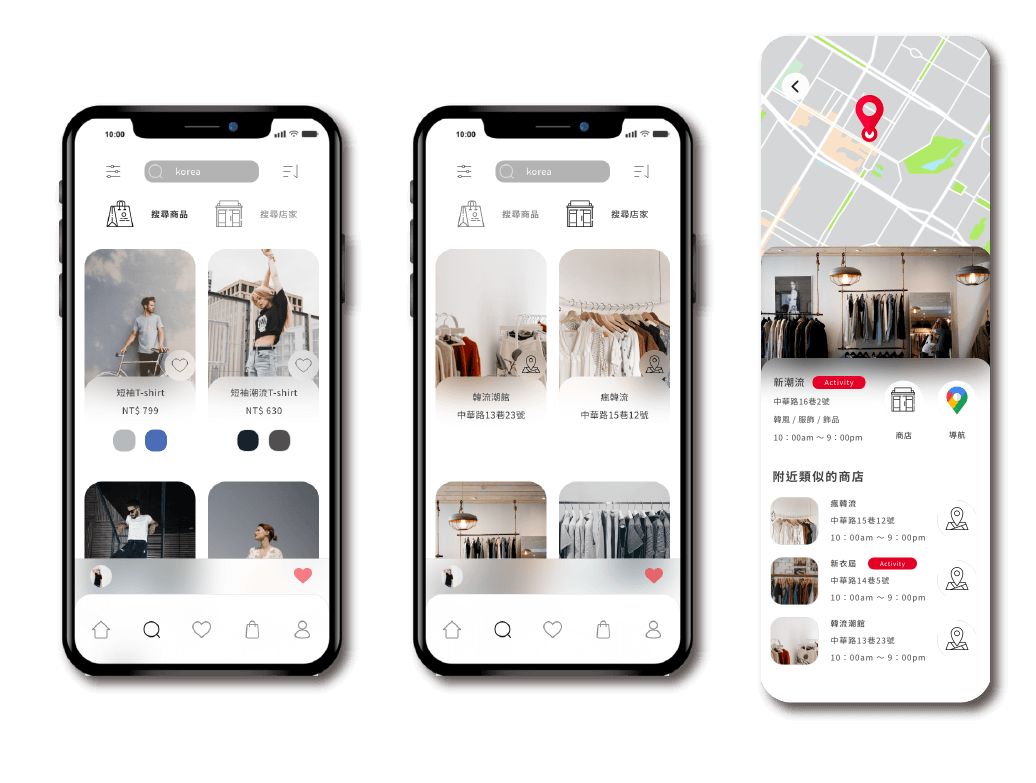 10:00
korea
搜尋商品
搜尋店家
短袖T-shirt
NT$ 799
短袖潮流T-shirt
NT$ 630
10:00
korea
搜尋商品
搜尋店家
韓流潮館
中華路13巷23號
瘋韓流
中華路15巷12號
新潮流 Activity
中華路16巷2號
韓風 / 服飾 / 飾品
10：00am ～ 9：00pm
商店
導航
附近類似的商店
瘋韓流
中華路15巷12號
10：00am ～ 9：00pm
新衣屆 Activity
中華路14巷5號
10：00am ～ 9：00pm
韓流潮館
中華路13巷23號
10：00am ～ 9：00pm